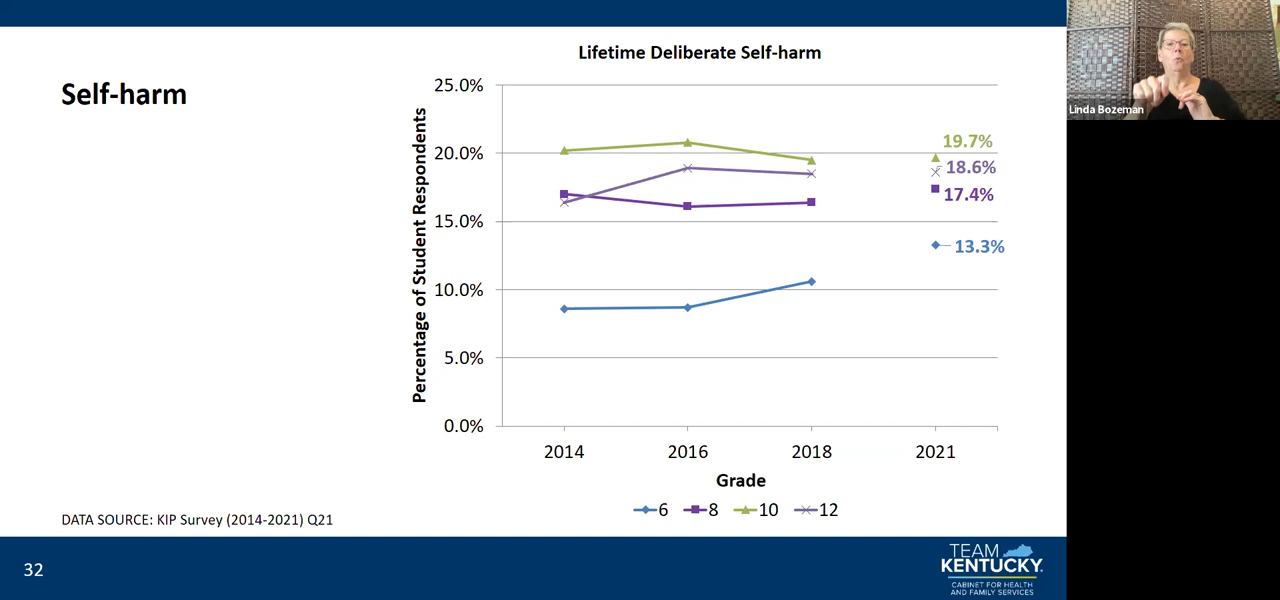 Lifetime Deliberate Self-harm
Self-harm
Percentage of Student Respondents
25.0%
20.0%
15.0%
10.0%
5.0%
0.0%
19.7%
18.6%
17.4%
13.3%
2014 2016 2018 2021
Grade
6 8 10 12
DATA SOURCE: KIP Survey (2014-2021) Q21
32
TEAM
KENTUCKY
CABINET FOR HEALTH
AND FAMILY SERVICES
Linda Bozeman